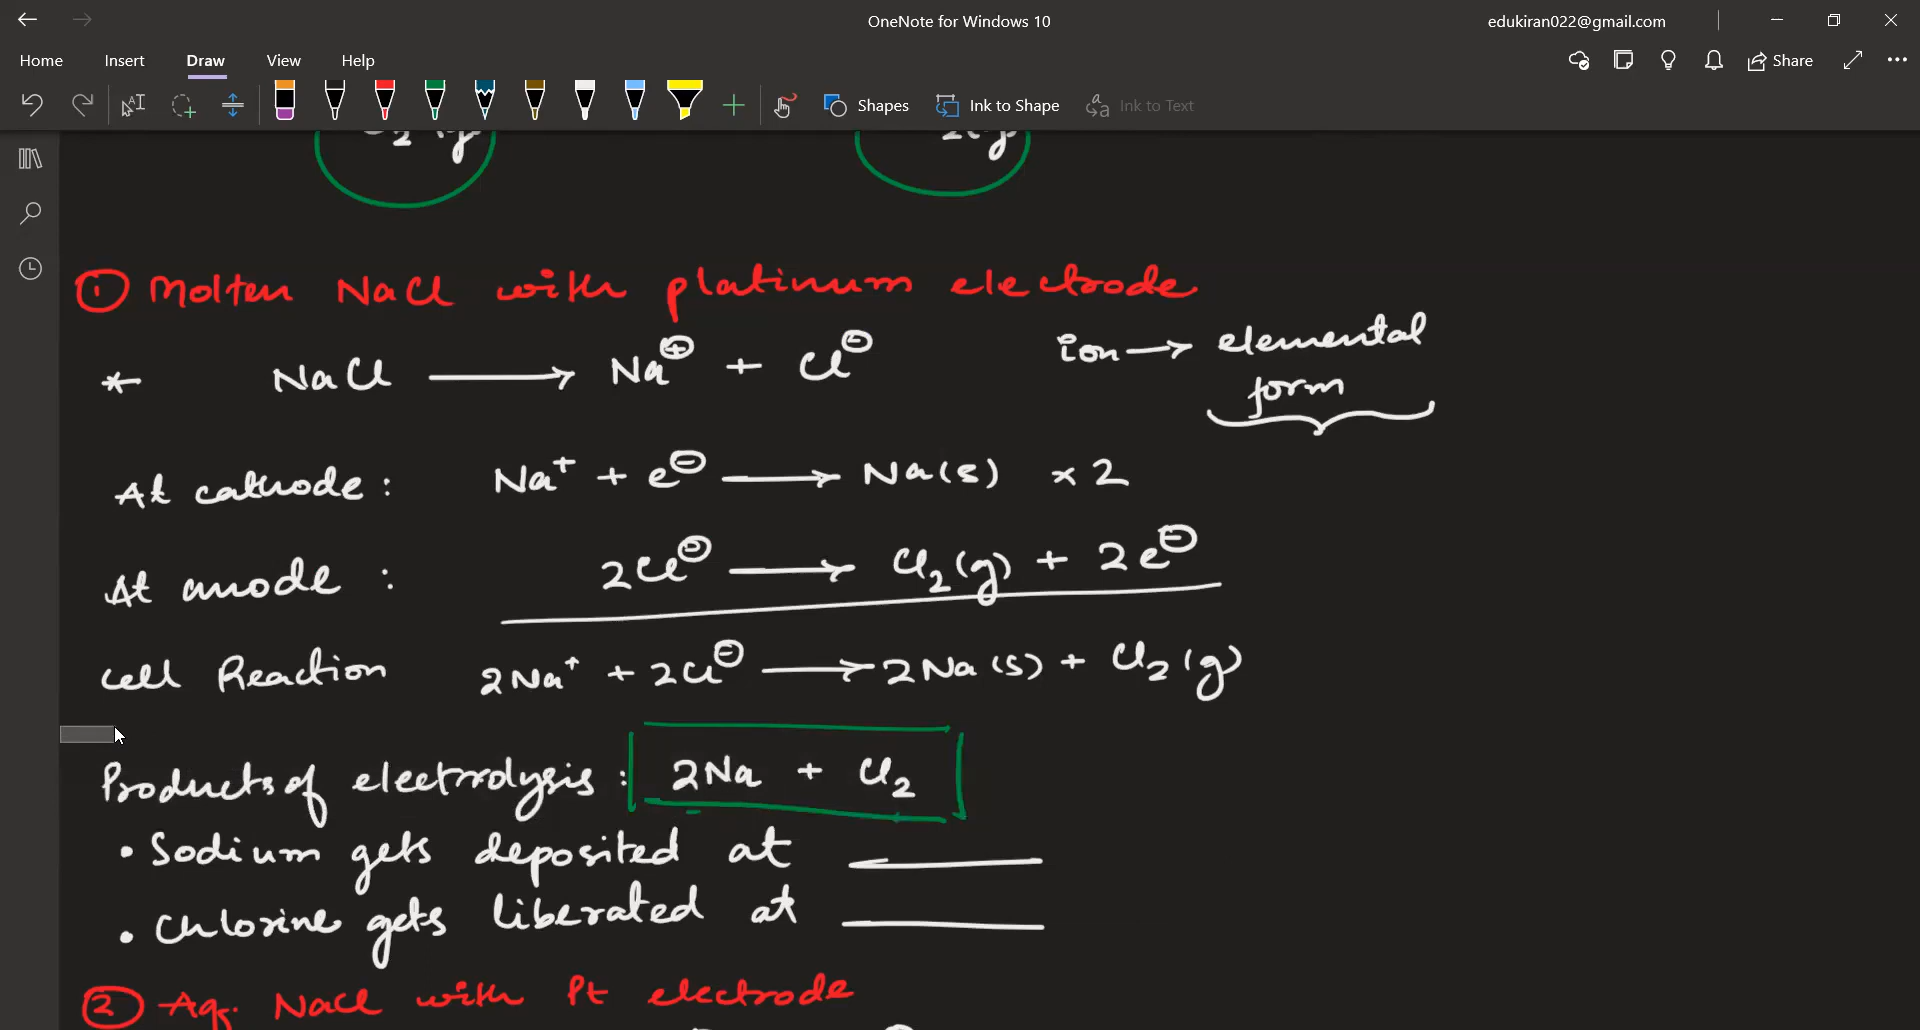 OneNote for Windows 10
edukiran022@gmail.com
Home Insert Draw View Help
Share
Shapes Ink to Shape Ink to Text
① Molten NaCl with platinum electrode
* NaCl ⟶ Na⊕ + Cl⊖
ion → elemental
form
At cathode : Na⁺ + e⊖ ⟶ Na(s) × 2
At anode : 2Cl⊖ ⟶ Cl₂(g) + 2e⊖
Cell Reaction 2Na⁺ + 2Cl⊖ ⟶ 2Na(s) + Cl₂(g)
Products of electrolysis : 2Na + Cl₂
• Sodium gets deposited at ______
• Chlorine gets liberated at ______
② Aq. NaCl with Pt electrode